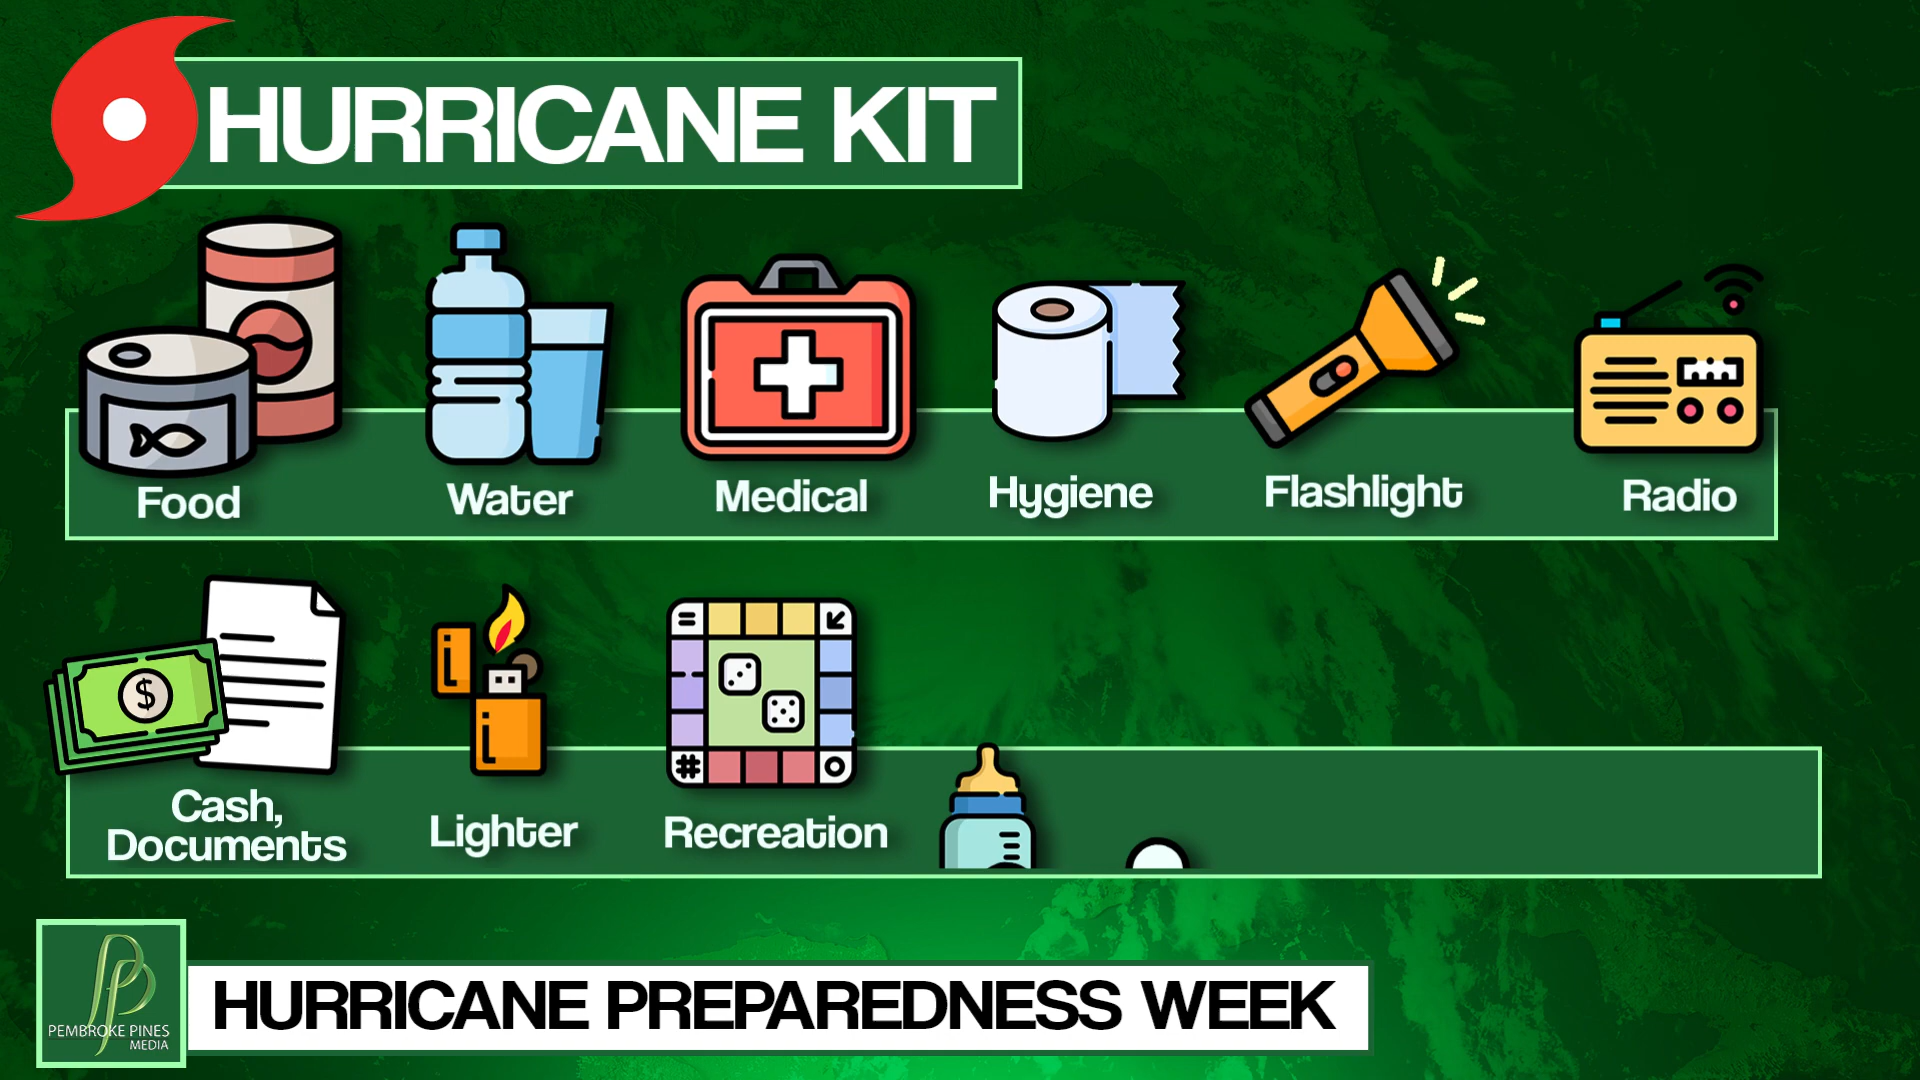 HURRICANE KIT
Food
Water
Medical
Hygiene
Flashlight
Radio
$
Cash,
Documents
Lighter
Recreation
PEMBROKE PINES
MEDIA
HURRICANE PREPAREDNESS WEEK